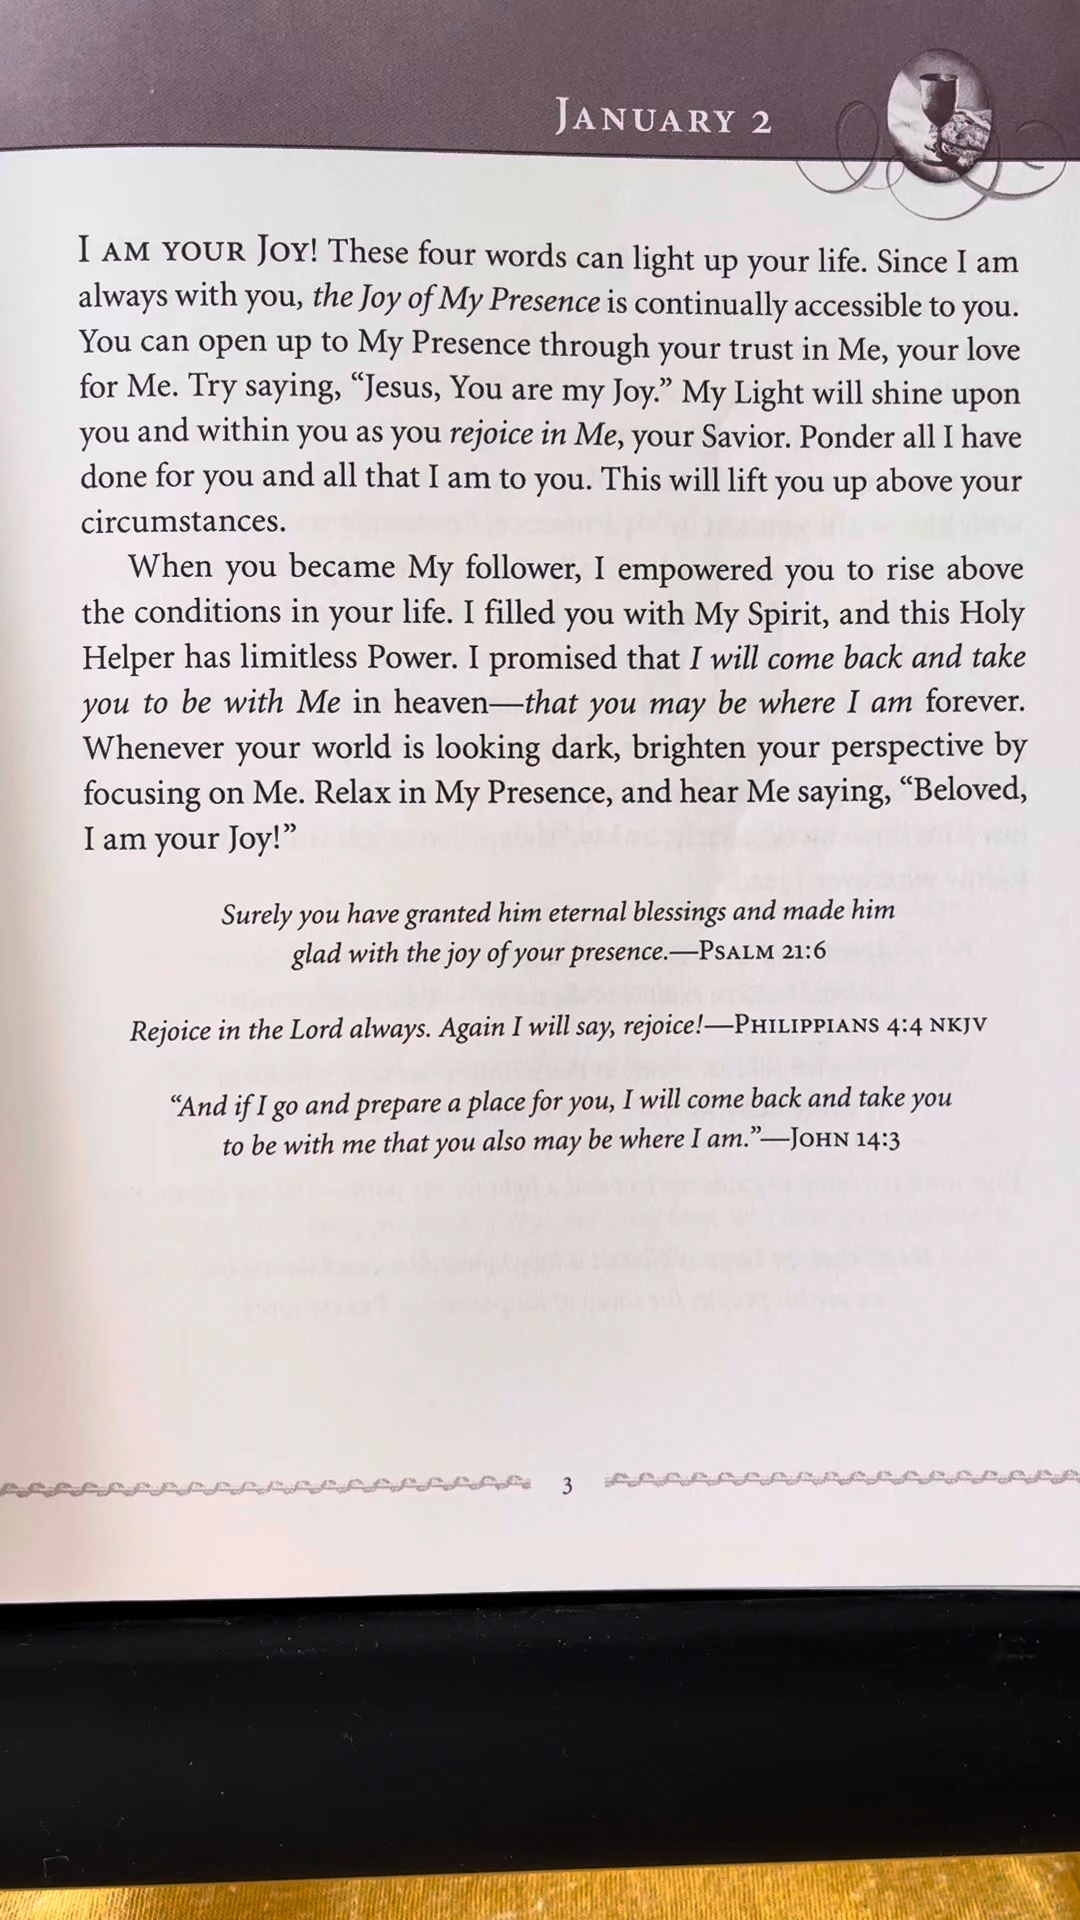 January 2
I AM YOUR JOY! These four words can light up your life. Since I am
always with you, the Joy of My Presence is continually accessible to you.
You can open up to My Presence through your trust in Me, your love
for Me. Try saying, “Jesus, You are my Joy.” My Light will shine upon
you and within you as you rejoice in Me, your Savior. Ponder all I have
done for you and all that I am to you. This will lift you up above your
circumstances.
When you became My follower, I empowered you to rise above
the conditions in your life. I filled you with My Spirit, and this Holy
Helper has limitless Power. I promised that I will come back and take
you to be with Me in heaven—that you may be where I am forever.
Whenever your world is looking dark, brighten your perspective by
focusing on Me. Relax in My Presence, and hear Me saying, “Beloved,
I am your Joy!”
Surely you have granted him eternal blessings and made him
glad with the joy of your presence.—Psalm 21:6
Rejoice in the Lord always. Again I will say, rejoice!—Philippians 4:4 NKJV
“And if I go and prepare a place for you, I will come back and take you
to be with me that you also may be where I am.”—John 14:3
3